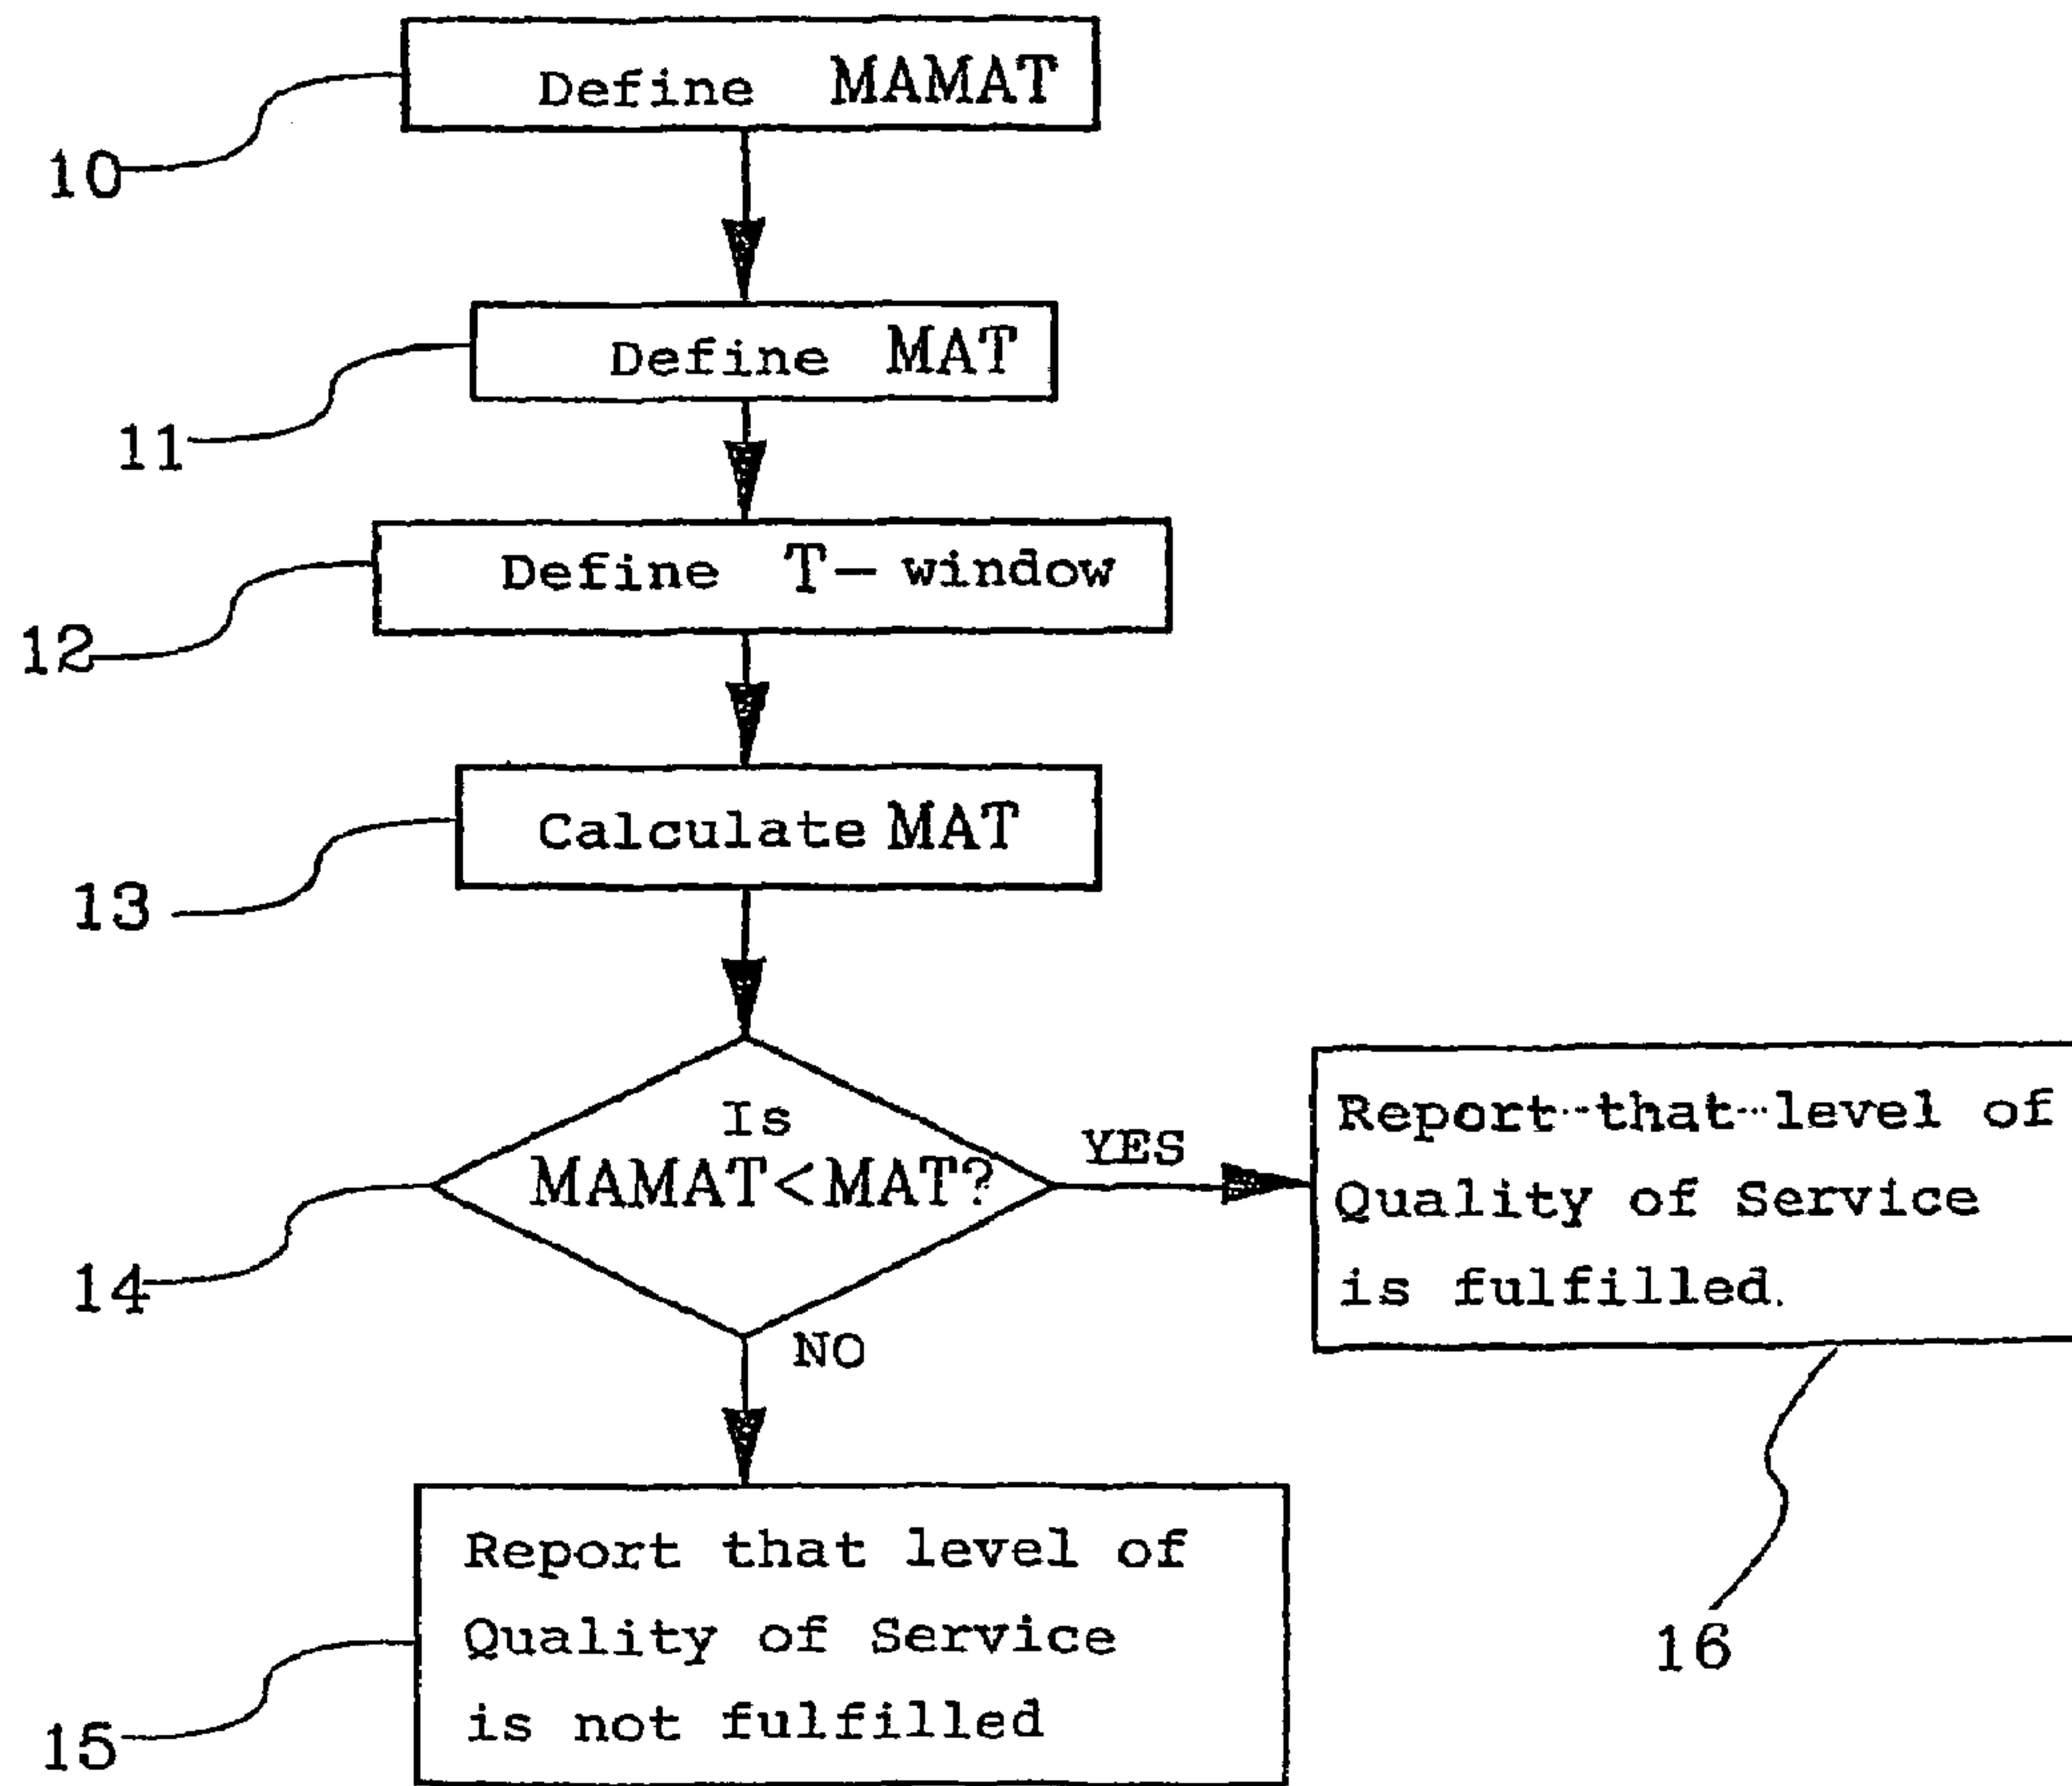 Define MAMAT
10
Define MAT
11
Define T- window
12
Calculate MAT
13
Is
MAMAT<MAT?
YES
NO
14
Report that level of
Quality of Service
is fulfilled.
16
Report that level of
Quality of Service
is not fulfilled
15